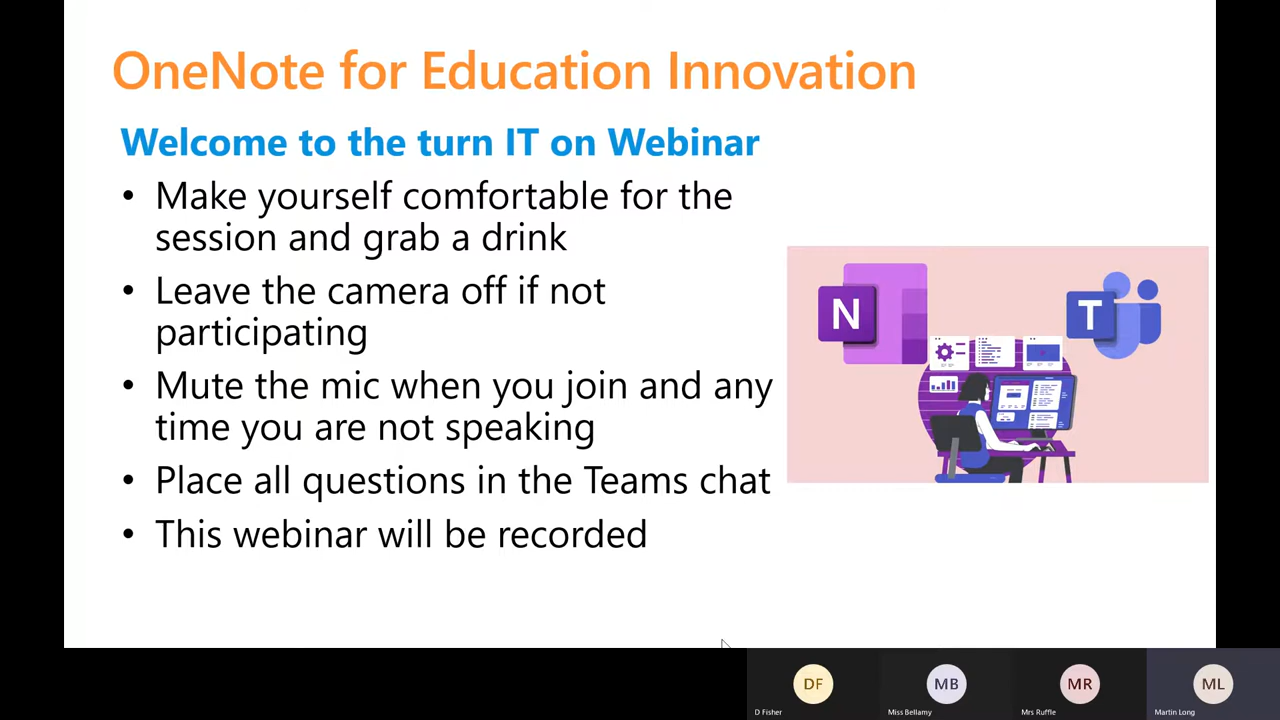 OneNote for Education Innovation
Welcome to the turn IT on Webinar
• Make yourself comfortable for the
session and grab a drink
• Leave the camera off if not
participating
• Mute the mic when you join and any
time you are not speaking
• Place all questions in the Teams chat
• This webinar will be recorded
N
T
DF
MB
MR
ML
D Fisher
Miss Bellamy
Mrs Ruffle
Martin Long